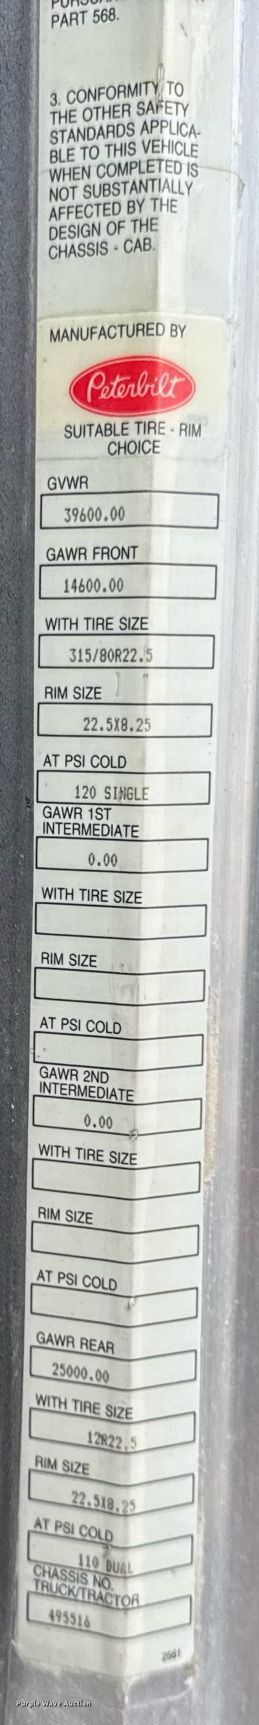 PART 568.
3. CONFORMITY TO
THE OTHER SAFETY
STANDARDS APPLICA-
BLE TO THIS VEHICLE
WHEN COMPLETED IS
NOT SUBSTANTIALLY
AFFECTED BY THE
DESIGN OF THE
CHASSIS - CAB.
MANUFACTURED BY
Peterbilt
SUITABLE TIRE - RIM
CHOICE
GVWR
39600.00
GAWR FRONT
14600.00
WITH TIRE SIZE
315/80R22.5
RIM SIZE
22.5X8.25
AT PSI COLD
120 SINGLE
GAWR 1ST
INTERMEDIATE
0.00
WITH TIRE SIZE
RIM SIZE
AT PSI COLD
GAWR 2ND
INTERMEDIATE
0.00
WITH TIRE SIZE
RIM SIZE
AT PSI COLD
GAWR REAR
25000.00
WITH TIRE SIZE
12R22.5
RIM SIZE
22.5X8.25
AT PSI COLD
110 DUAL
CHASSIS NO.
TRUCK/TRACTOR
495516
Purple Wave Auction